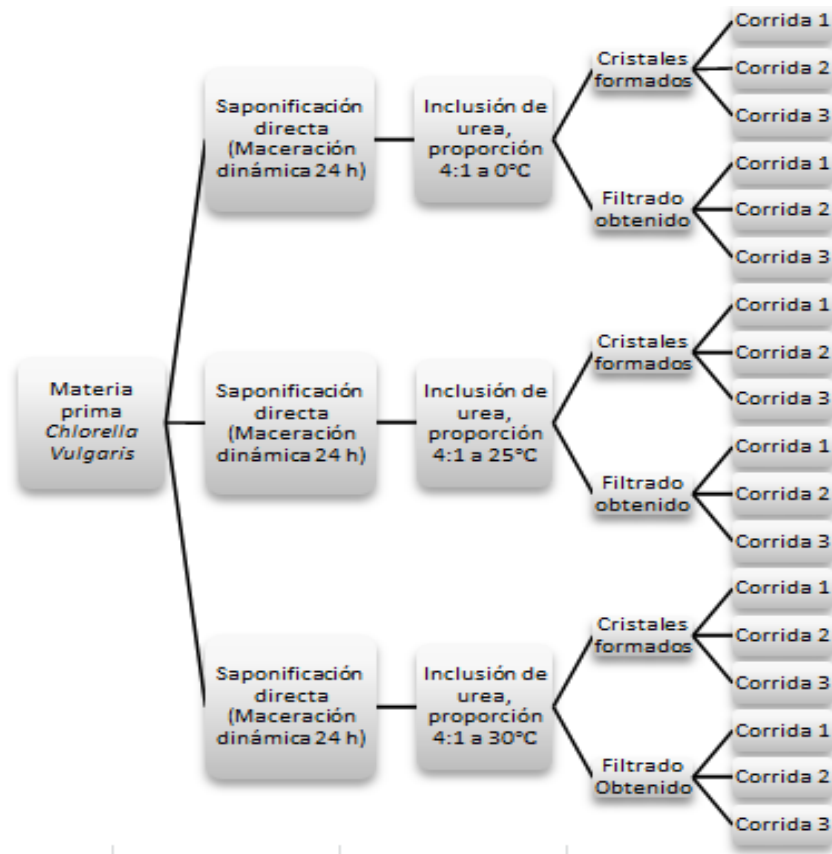 Materia
prima
Chlorella
Vulgaris
Saponificación
directa
(Maceración
dinámica 24 h)
Inclusión de
urea,
proporción
4:1 a 0°C
Cristales
formados
Corrida 1
Corrida 2
Corrida 3
Filtrado
obtenido
Corrida 1
Corrida 2
Corrida 3
Saponificación
directa
(Maceración
dinámica 24 h)
Inclusión de
urea,
proporción
4:1 a 25°C
Cristales
formados
Corrida 1
Corrida 2
Corrida 3
Filtrado
obtenido
Corrida 1
Corrida 2
Corrida 3
Saponificación
directa
(Maceración
dinámica 24 h)
Inclusión de
urea,
proporción
4:1 a 30°C
Cristales
formados
Corrida 1
Corrida 2
Corrida 3
Filtrado
Obtenido
Corrida 1
Corrida 2
Corrida 3